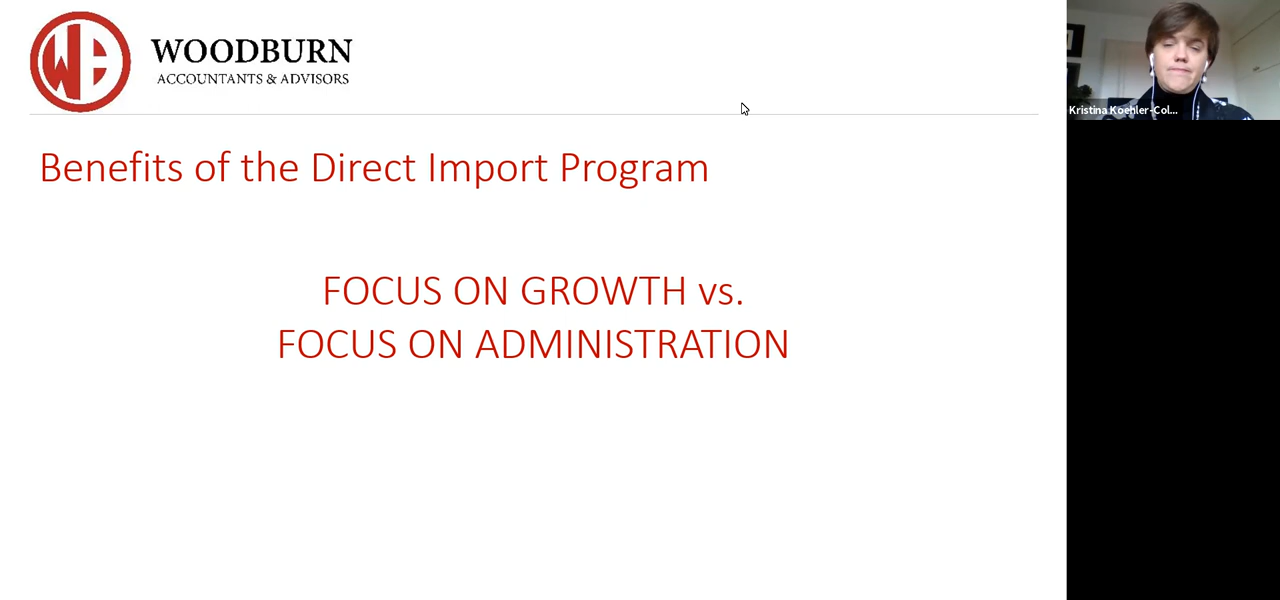 WOODBURN
ACCOUNTANTS & ADVISORS
Kristina Koehler-Col...
Benefits of the Direct Import Program
FOCUS ON GROWTH vs.
FOCUS ON ADMINISTRATION